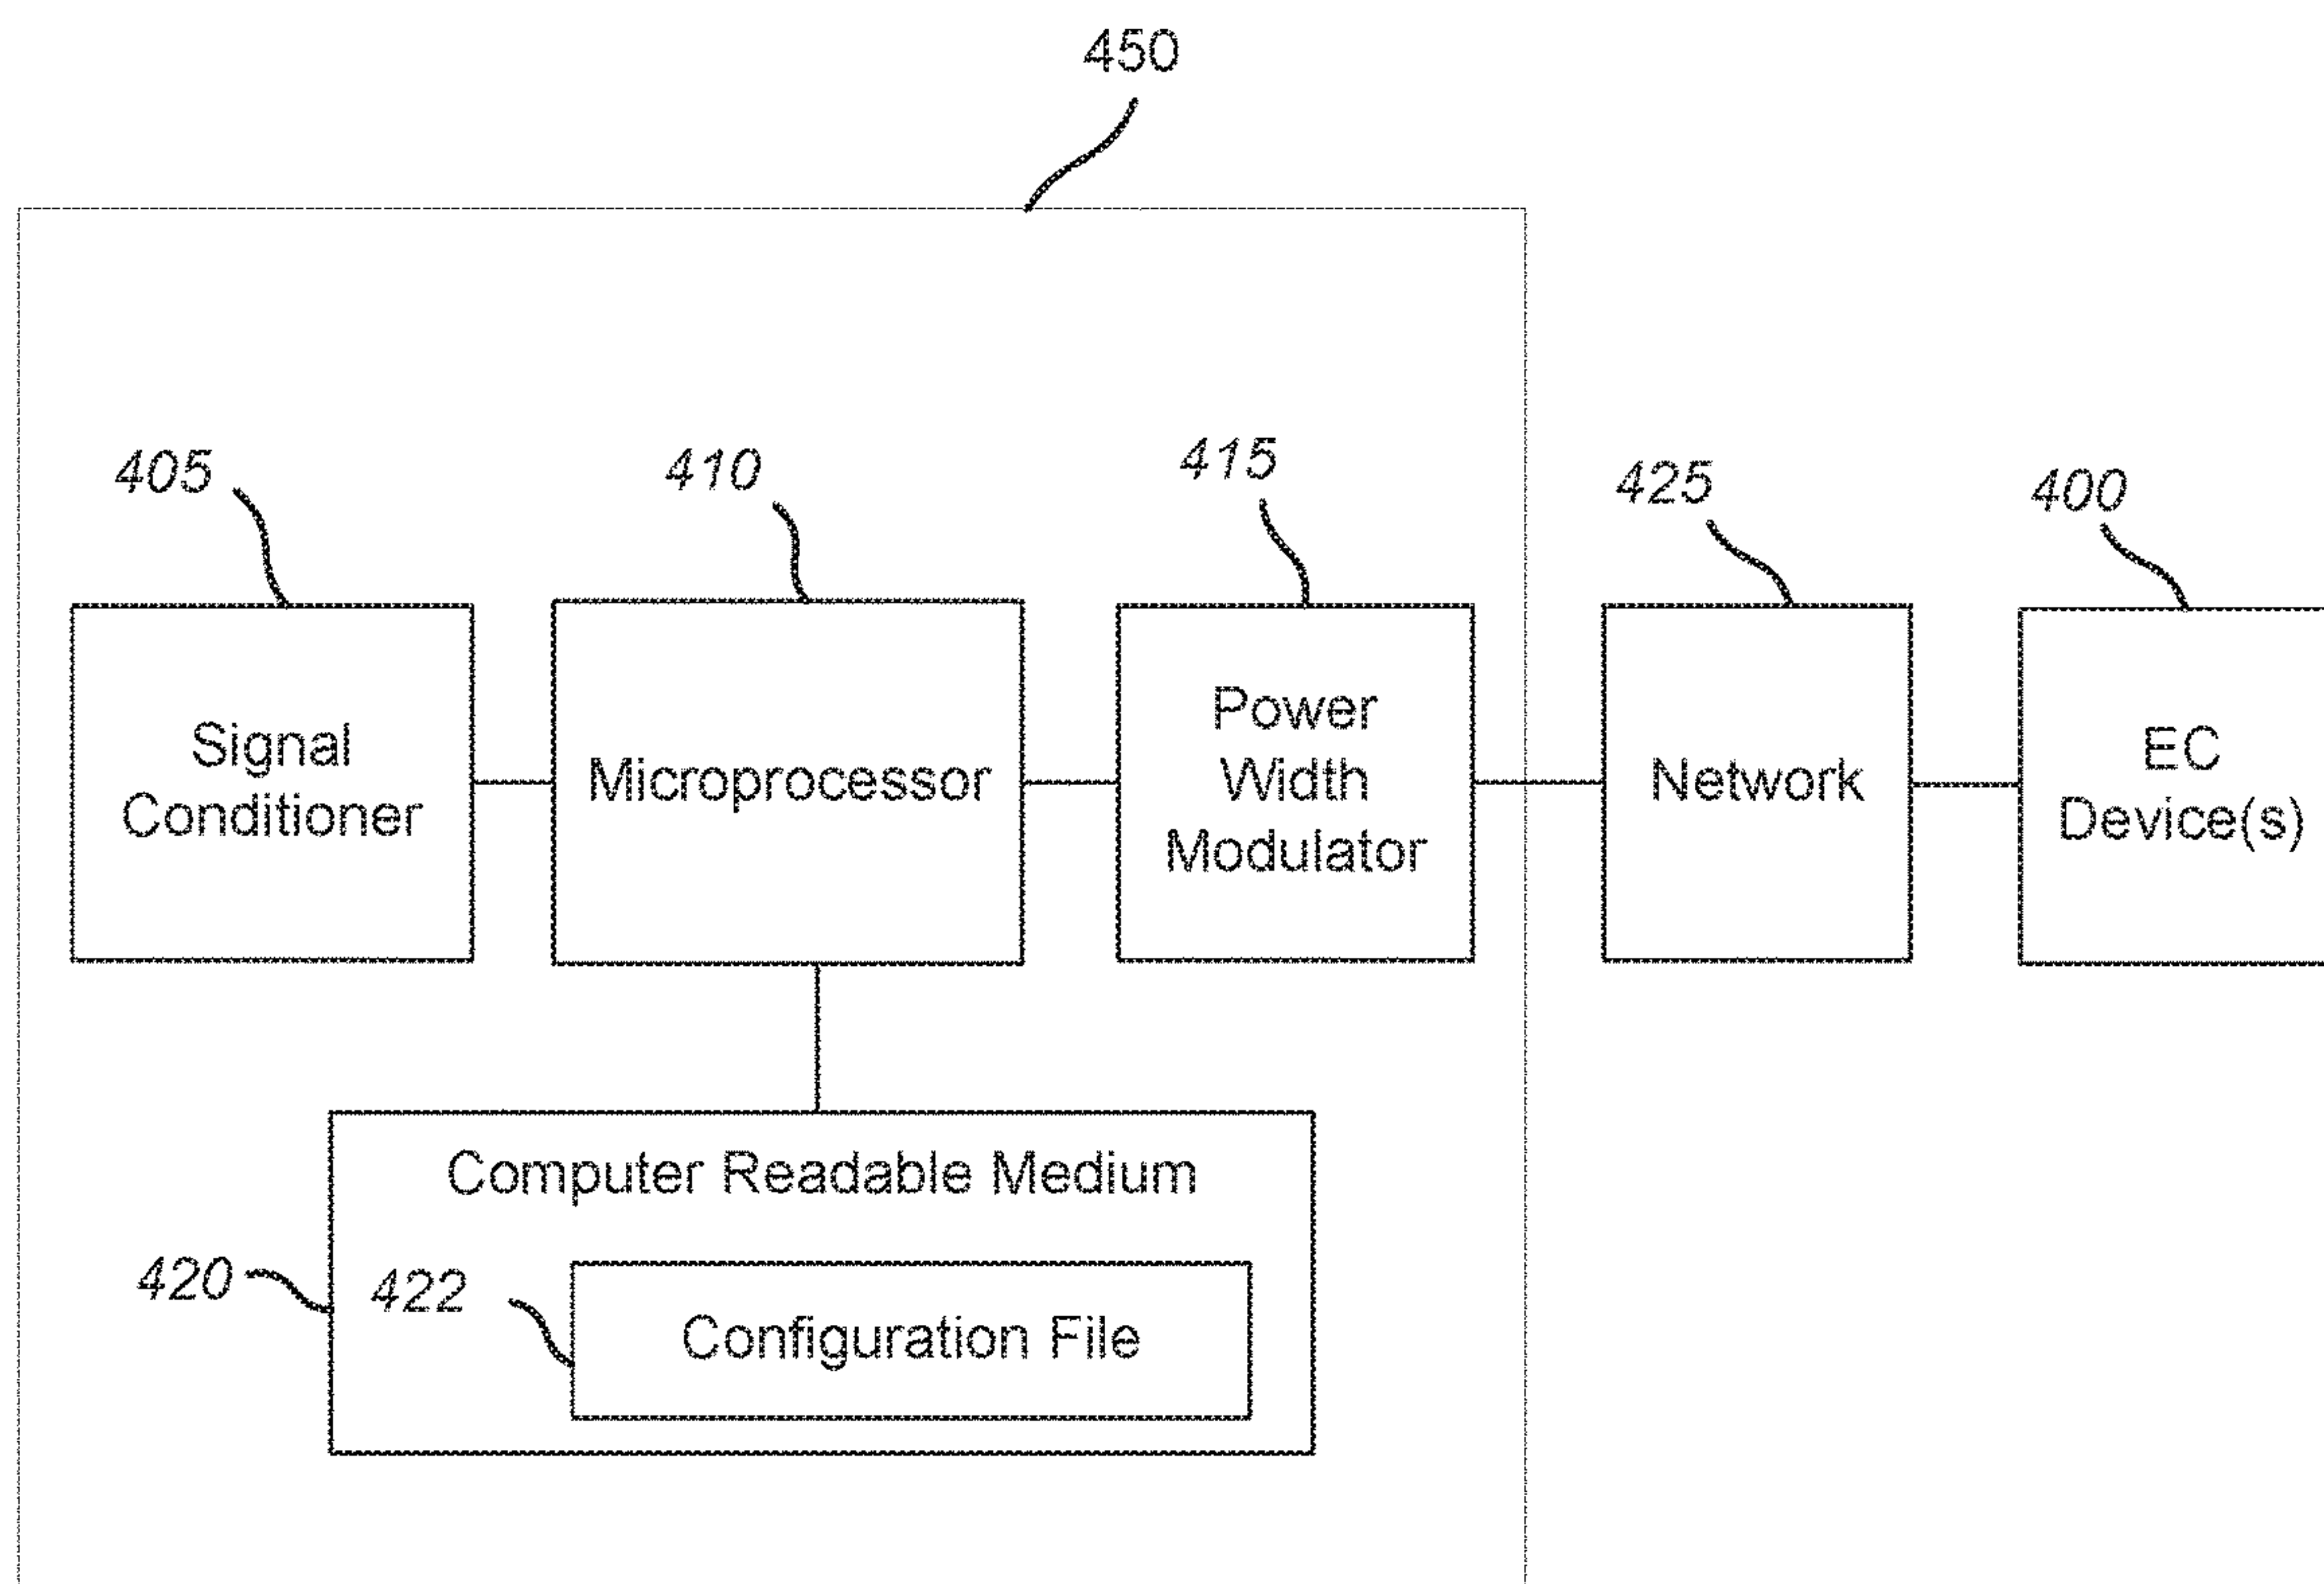 450
405
410
415
425
400
Signal
Conditioner
Microprocessor
Power
Width
Modulator
Network
EC
Device(s)
Computer Readable Medium
420
422
Configuration File